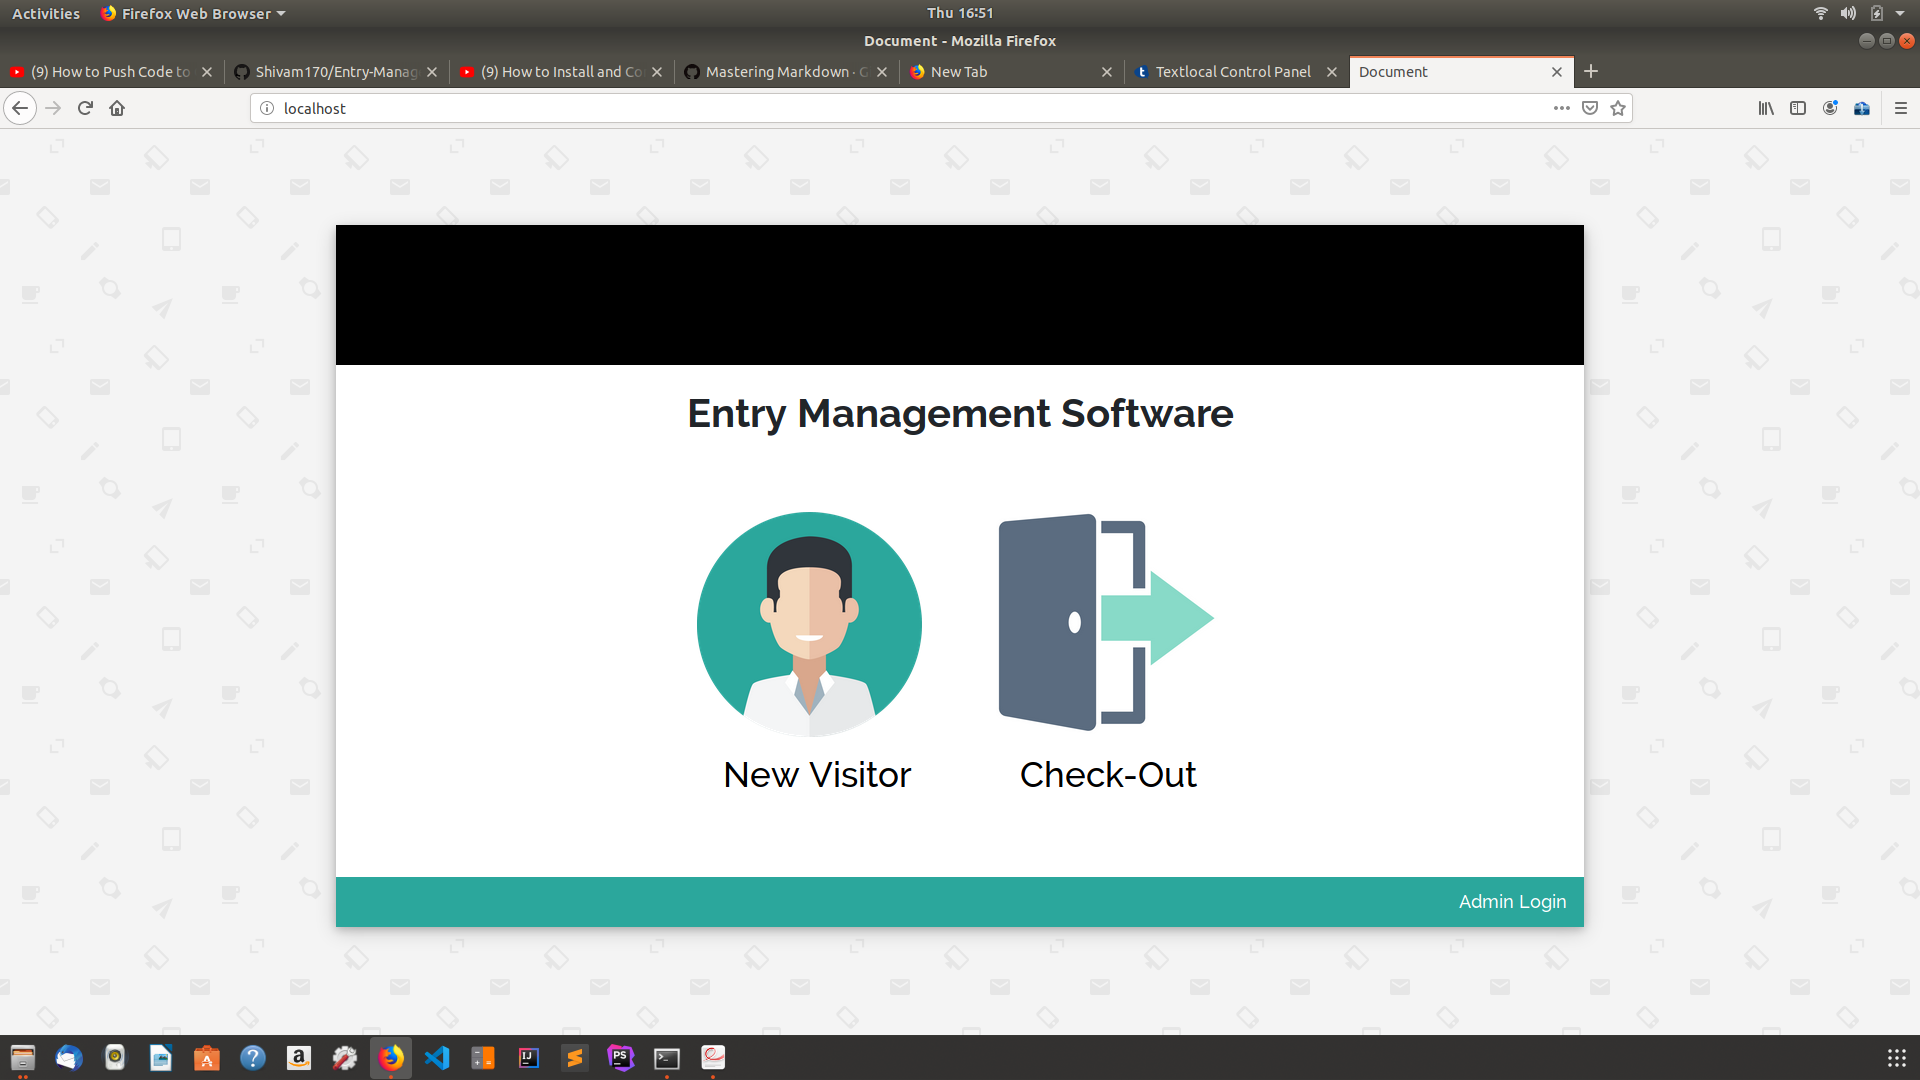 Activities Firefox Web Browser Thu 16:51
Document - Mozilla Firefox
(9) How to Push Code to Shivam170/Entry-Manag (9) How to Install and Co Mastering Markdown · G New Tab Textlocal Control Panel Document
localhost
Entry Management Software
New Visitor Check-Out
Admin Login